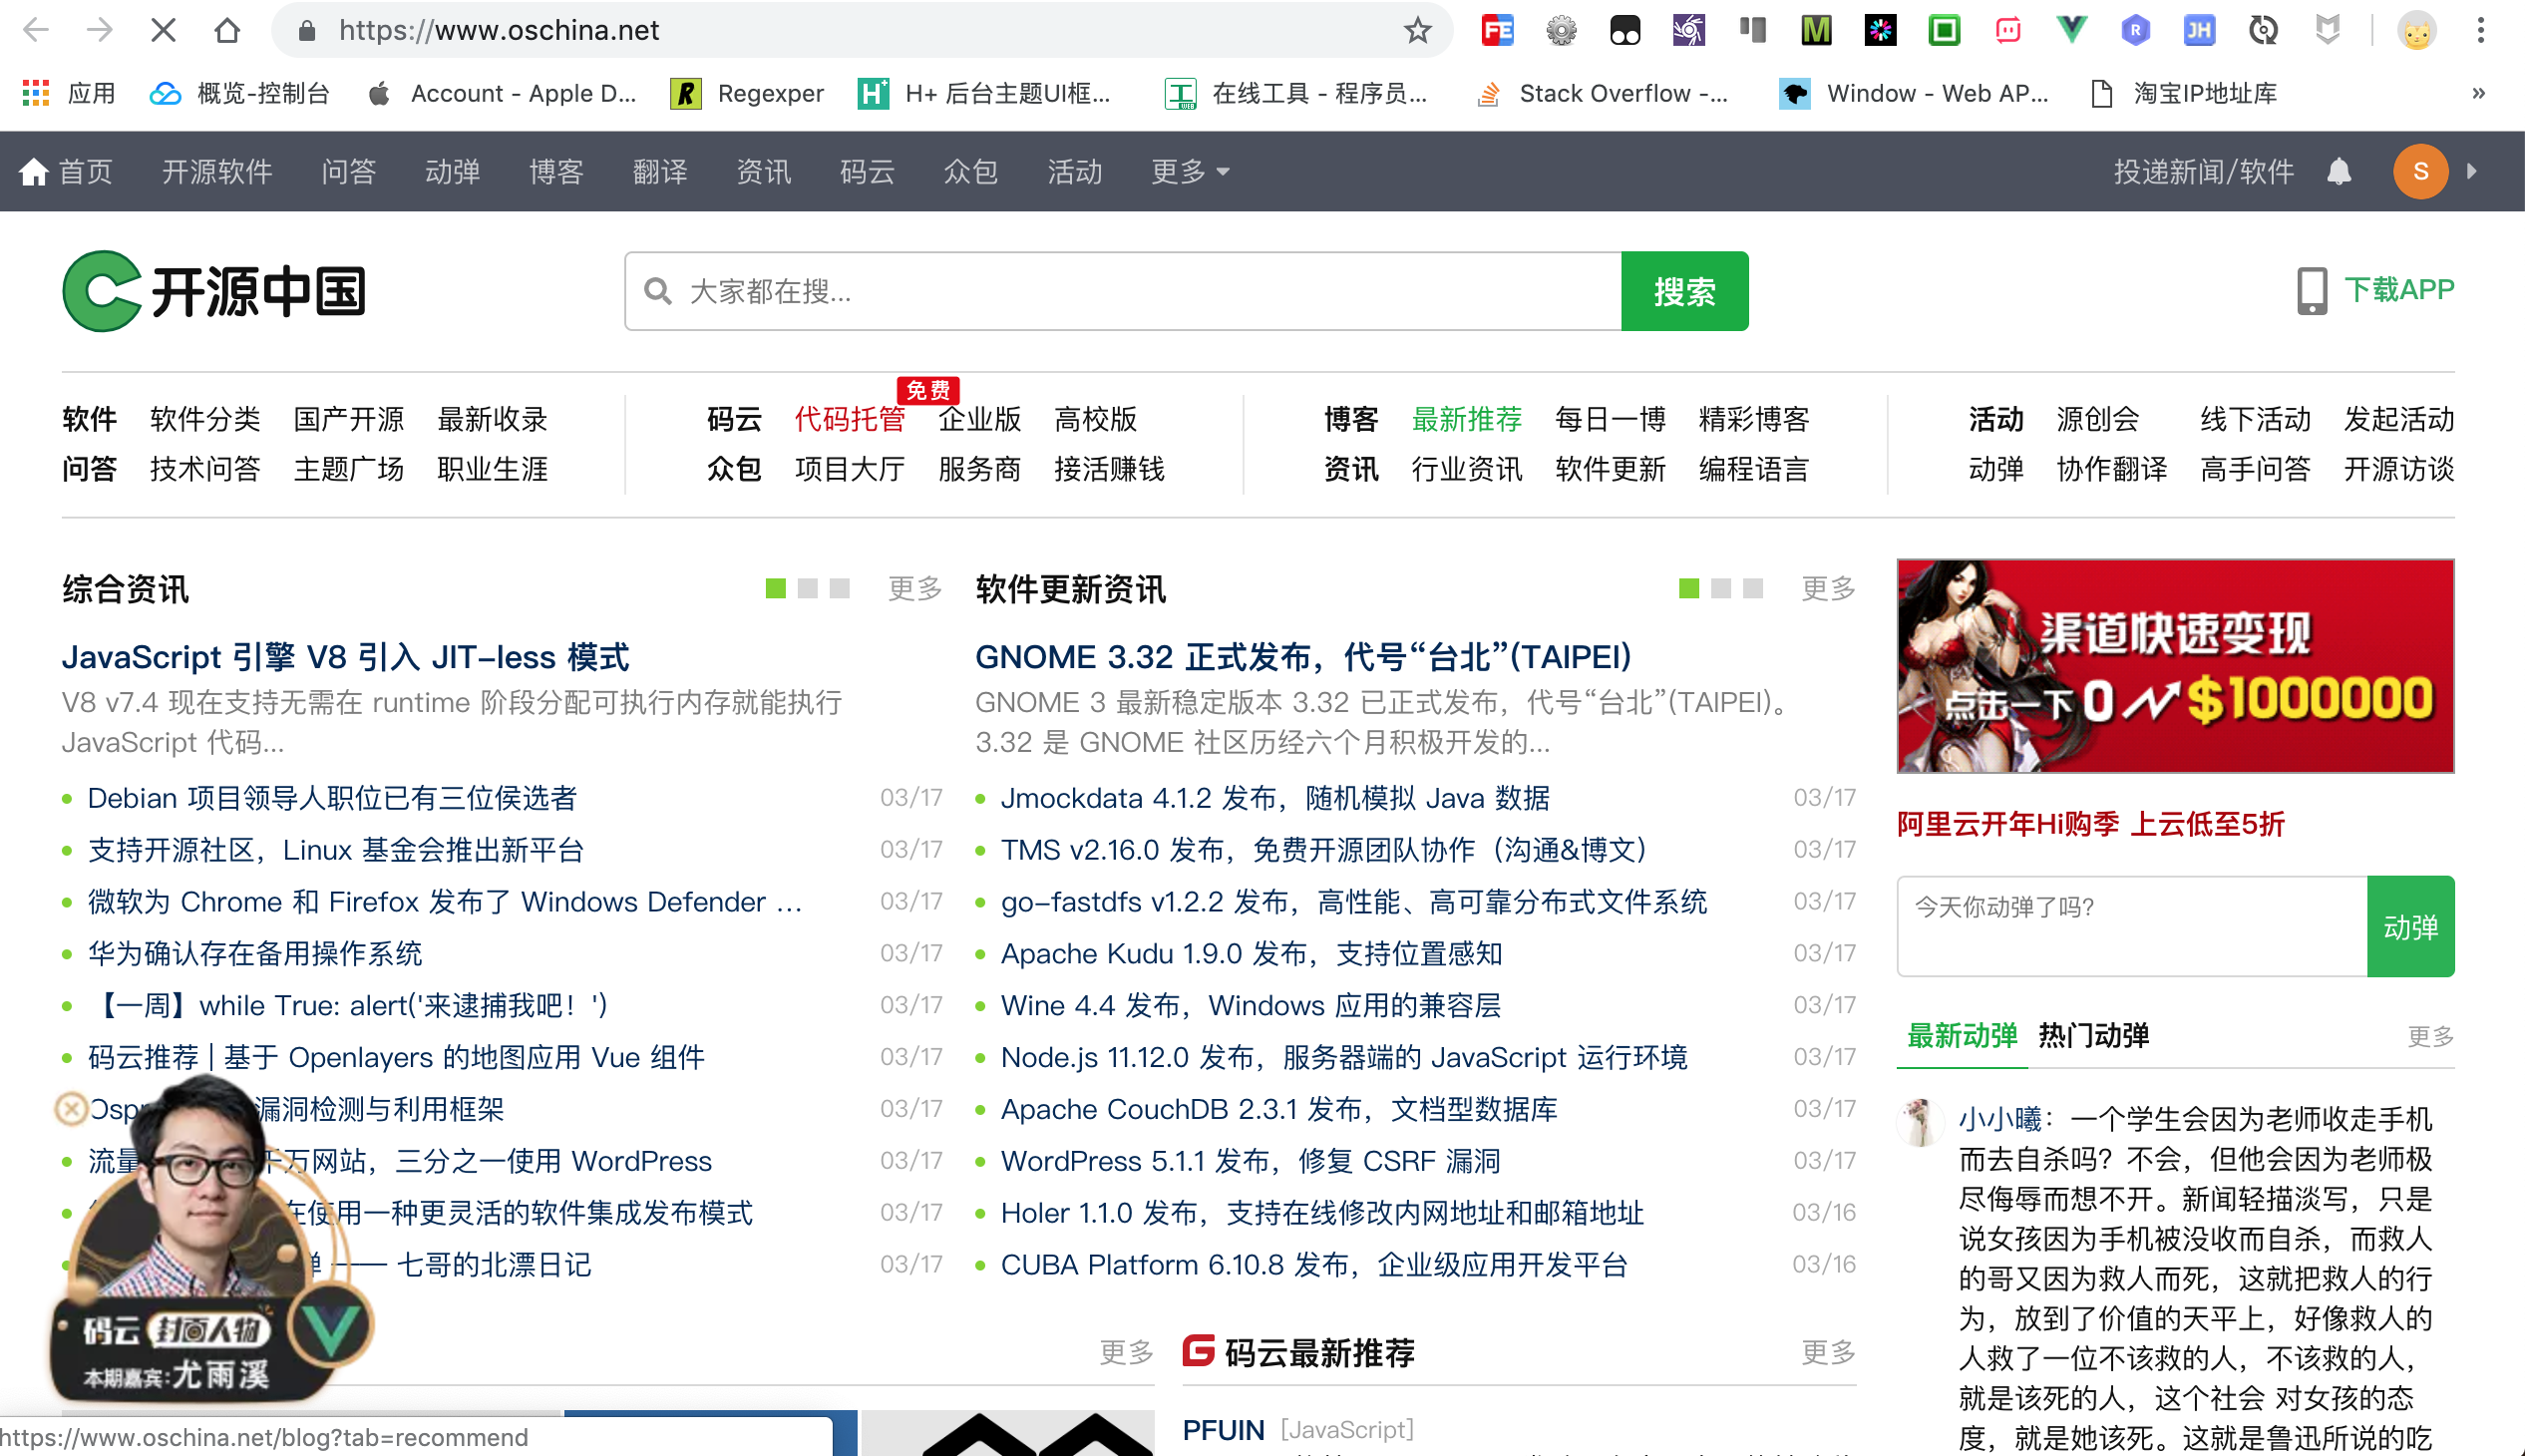 https://www.oschina.net
应用 概览-控制台 Account - Apple D... Regexper H+ 后台主题UI框... 在线工具 - 程序员... Stack Overflow -... Window - Web AP... 淘宝IP地址库 »
首页 开源软件 问答 动弹 博客 翻译 资讯 码云 众包 活动 更多 投递新闻/软件 S
开源中国 大家都在搜... 搜索 下载APP
免费
软件 软件分类 国产开源 最新收录 码云 代码托管 企业版 高校版 博客 最新推荐 每日一博 精彩博客 活动 源创会 线下活动 发起活动
问答 技术问答 主题广场 职业生涯 众包 项目大厅 服务商 接活赚钱 资讯 行业资讯 软件更新 编程语言 动弹 协作翻译 高手问答 开源访谈
综合资讯 更多
JavaScript 引擎 V8 引入 JIT-less 模式
V8 v7.4 现在支持无需在 runtime 阶段分配可执行内存就能执行
JavaScript 代码...
Debian 项目领导人职位已有三位侯选者 03/17
支持开源社区，Linux 基金会推出新平台 03/17
微软为 Chrome 和 Firefox 发布了 Windows Defender ... 03/17
华为确认存在备用操作系统 03/17
【一周】while True: alert('来逮捕我吧！') 03/17
码云推荐 | 基于 Openlayers 的地图应用 Vue 组件 03/17
漏洞检测与利用框架 03/17
流量 万网站，三分之一使用 WordPress 03/17
在使用一种更灵活的软件集成发布模式 03/17
弹 —— 七哥的北漂日记 03/17
码云 封面人物
本期嘉宾:尤雨溪
更多
https://www.oschina.net/blog?tab=recommend
软件更新资讯 更多
GNOME 3.32 正式发布，代号“台北”(TAIPEI)
GNOME 3 最新稳定版本 3.32 已正式发布，代号“台北”(TAIPEI)。
3.32 是 GNOME 社区历经六个月积极开发的...
Jmockdata 4.1.2 发布，随机模拟 Java 数据 03/17
TMS v2.16.0 发布，免费开源团队协作（沟通&博文） 03/17
go-fastdfs v1.2.2 发布，高性能、高可靠分布式文件系统 03/17
Apache Kudu 1.9.0 发布，支持位置感知 03/17
Wine 4.4 发布，Windows 应用的兼容层 03/17
Node.js 11.12.0 发布，服务器端的 JavaScript 运行环境 03/17
Apache CouchDB 2.3.1 发布，文档型数据库 03/17
WordPress 5.1.1 发布，修复 CSRF 漏洞 03/17
Holer 1.1.0 发布，支持在线修改内网地址和邮箱地址 03/16
CUBA Platform 6.10.8 发布，企业级应用开发平台 03/16
码云最新推荐 更多
PFUIN [JavaScript]
渠道快速变现
点击一下 0 $1000000
阿里云开年Hi购季 上云低至5折
今天你动弹了吗? 动弹
最新动弹 热门动弹 更多
小小曦：一个学生会因为老师收走手机
而去自杀吗？不会，但他会因为老师极
尽侮辱而想不开。新闻轻描淡写，只是
说女孩因为手机被没收而自杀，而救人
的哥又因为救人而死，这就把救人的行
为，放到了价值的天平上，好像救人的
人救了一位不该救的人，不该救的人，
就是该死的人，这个社会 对女孩的态
度，就是她该死。这就是鲁迅所说的吃